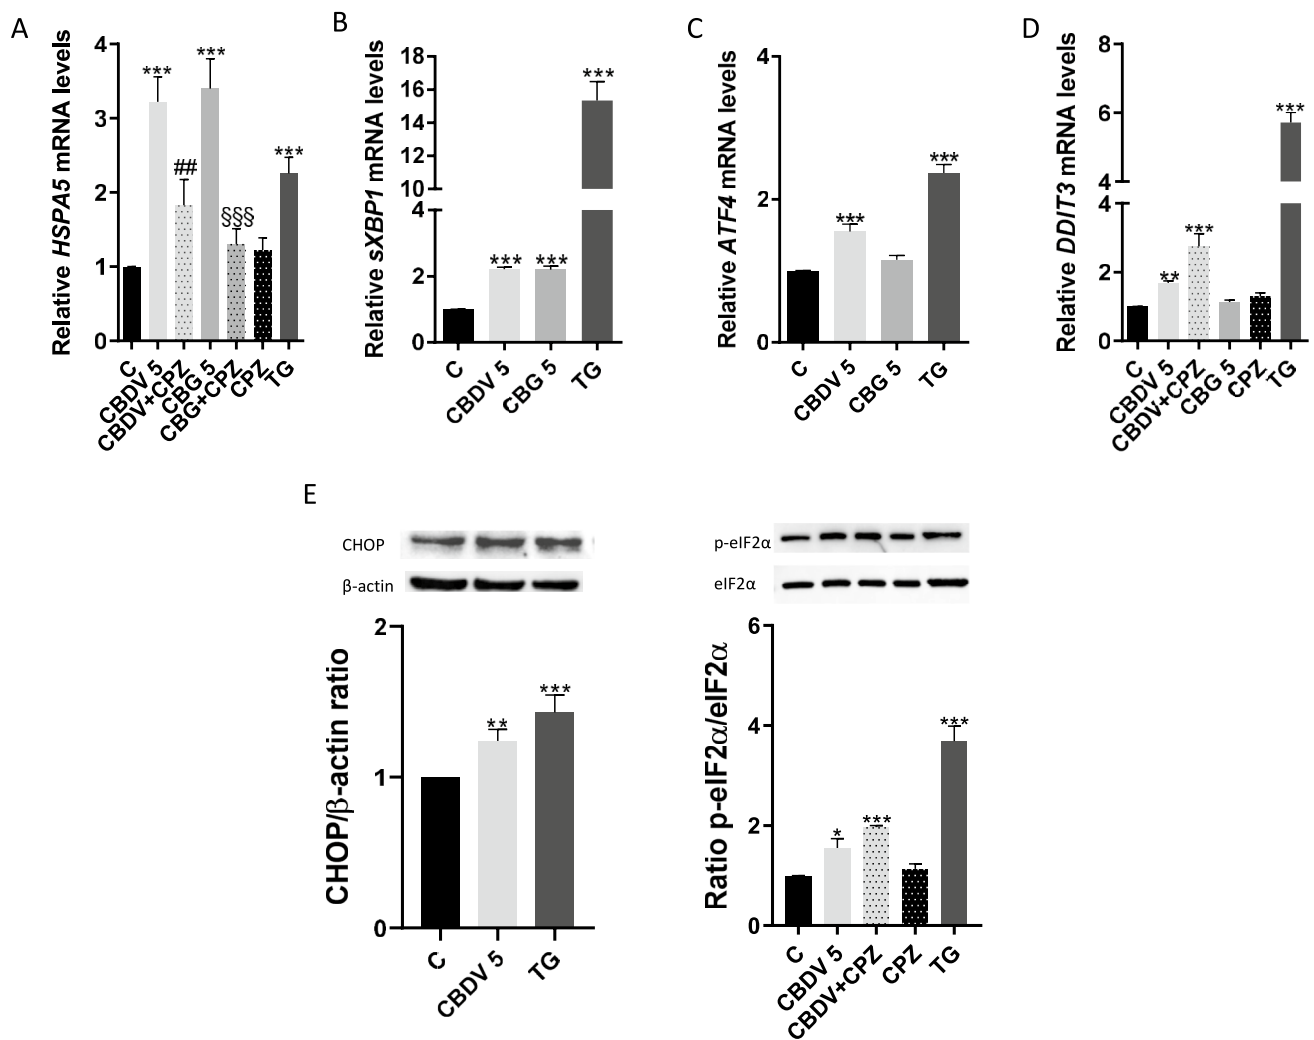 A
Relative HSPA5 mRNA levels
4
3
2
1
0
***
##
***
§§§
***
C
CBDV 5
CBDV+CPZ
CBG 5
CBG+CPZ
CPZ
TG
B
Relative sXBP1 mRNA levels
18
16
14
12
10
4
2
0
***
***
***
C
CBDV 5
CBG 5
TG
C
Relative ATF4 mRNA levels
4
2
0
***
***
C
CBDV 5
CBG 5
TG
D
Relative DDIT3 mRNA levels
8
6
4
4
2
0
**
***
***
C
CBDV 5
CBDV+CPZ
CBG 5
CPZ
TG
E
CHOP
β-actin
CHOP/β-actin ratio
2
1
0
**
***
C
CBDV 5
TG
p-eIF2α
eIF2α
Ratio p-eIF2α/eIF2α
6
4
2
0
*
***
***
C
CBDV 5
CBDV+CPZ
CPZ
TG